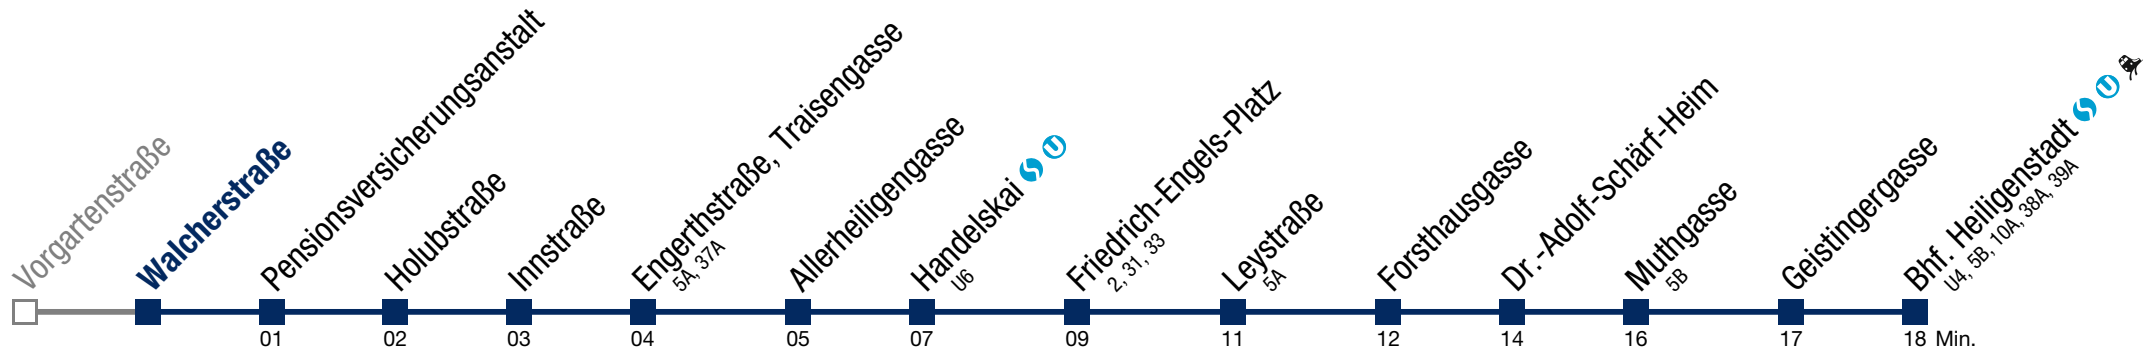 Vorgartenstraße
Walcherstraße
Pensionsversicherungsanstalt
Holubstraße
Innstraße
Engerthstraße, Traisengasse
5A, 37A
Allerheiligengasse
Handelskai S U
U6
Friedrich-Engels-Platz
2, 31, 33
Leystraße
5A
Forsthausgasse
Dr.-Adolf-Schärf-Heim
Muthgasse
5B
Geistingergasse
Bhf. Heiligenstadt S U
U4, 5B, 10A, 38A, 39A
01 02 03 04 05 07 09 11 12 14 16 17 18 Min.